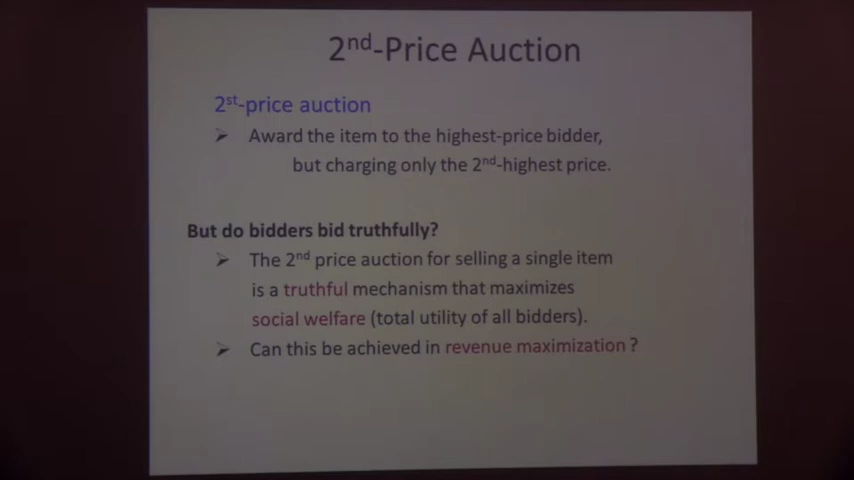 2nd-Price Auction
2st-price auction
➢ Award the item to the highest-price bidder,
but charging only the 2nd-highest price.
But do bidders bid truthfully?
➢ The 2nd price auction for selling a single item
is a truthful mechanism that maximizes
social welfare (total utility of all bidders).
➢ Can this be achieved in revenue maximization ?